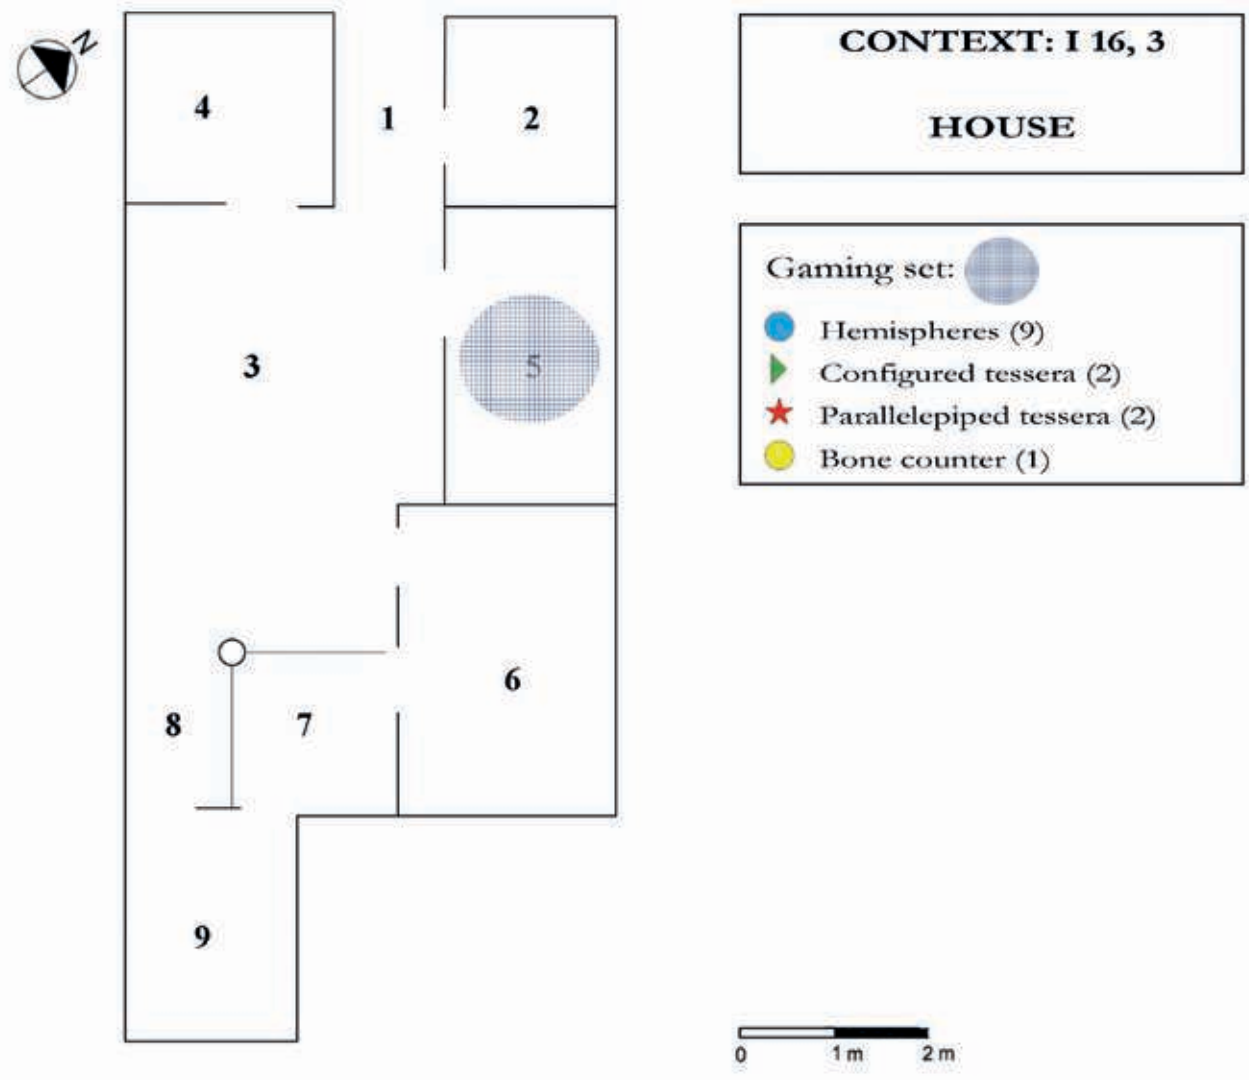 N
CONTEXT: I 16, 3
HOUSE
4
1
2
Gaming set:
Hemispheres (9)
Configured tessera (2)
Parallelepiped tessera (2)
Bone counter (1)
3
5
6
8
7
9
0 1 m 2 m